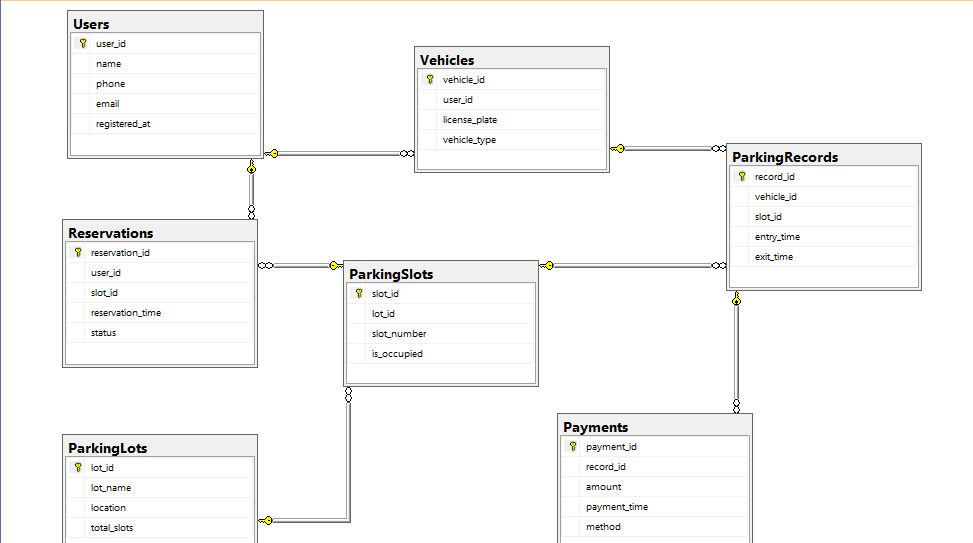 Users
user_id
name
phone
email
registered_at
Vehicles
vehicle_id
user_id
license_plate
vehicle_type
ParkingRecords
record_id
vehicle_id
slot_id
entry_time
exit_time
Reservations
reservation_id
user_id
slot_id
reservation_time
status
ParkingSlots
slot_id
lot_id
slot_number
is_occupied
ParkingLots
lot_id
lot_name
location
total_slots
Payments
payment_id
record_id
amount
payment_time
method